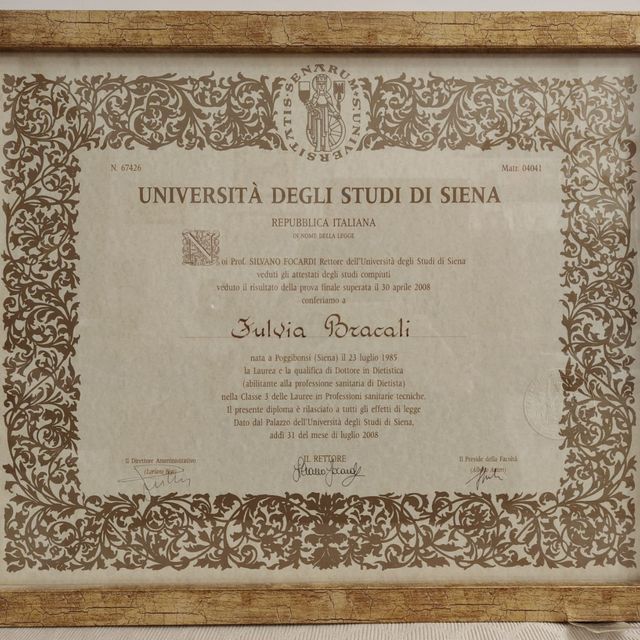 SIGILLUM UNIVERSITATIS SENARUM
N. 67426
Matr. 04041
UNIVERSITÀ DEGLI STUDI DI SIENA
REPUBBLICA ITALIANA
IN NOME DELLA LEGGE
Noi Prof. SILVANO FOCARDI Rettore dell'Università degli Studi di Siena
veduti gli attestati degli studi compiuti
veduto il risultato della prova finale superata il 30 aprile 2008
conferiamo a
Fulvia Bracali
nata a Poggibonsi (Siena) il 23 luglio 1985
la Laurea e la qualifica di Dottore in Dietistica
(abilitante alla professione sanitaria di Dietista)
nella Classe 3 delle Lauree in Professioni sanitarie tecniche.
Il presente diploma è rilasciato a tutti gli effetti di legge
Dato dal Palazzo dell'Università degli Studi di Siena,
addì 31 del mese di luglio 2008
Il Direttore Amministrativo
IL RETTORE
Il Preside della Facoltà